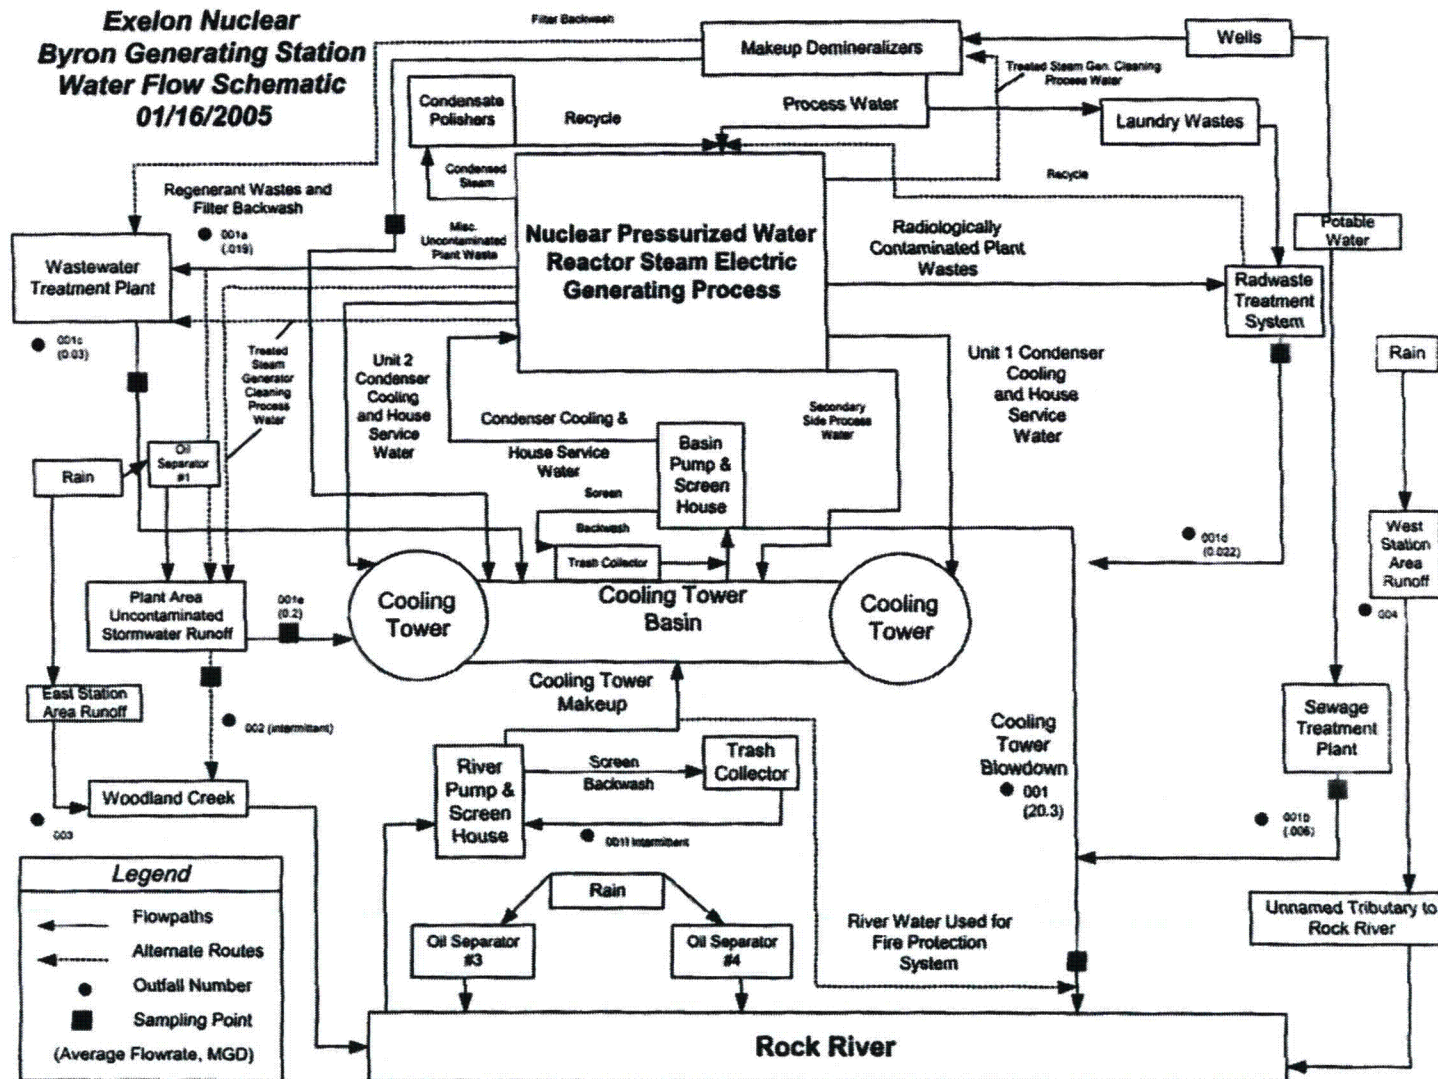 Exelon Nuclear
Byron Generating Station
Water Flow Schematic
01/16/2005
Filter Backwash
Makeup Demineralizers
Wells
Treated Steam Gen. Cleaning
Process Water
Condensate
Polishers
Recycle
Process Water
Laundry Wastes
Condensed
Steam
Recycle
Regenerant Wastes and
Filter Backwash
001a
(.019)
Misc.
Uncontaminated
Plant Waste
Nuclear Pressurized Water
Reactor Steam Electric
Generating Process
Radiologically
Contaminated Plant
Wastes
Potable
Water
Wastewater
Treatment Plant
Radwaste
Treatment
System
001c
(0.03)
Treated
Steam
Generator
Cleaning
Process
Water
Unit 2
Condenser
Cooling
and House
Service
Water
Unit 1 Condenser
Cooling
and House
Service
Water
Rain
Condenser Cooling &
House Service
Water
Secondary
Side Process
Water
Basin
Pump &
Screen
House
Rain
Oil
Separator
#1
Screen
Backwash
Trash Collector
001d
(0.022)
West
Station
Area
Runoff
004
Plant Area
Uncontaminated
Stormwater Runoff
001e
(0.2)
Cooling
Tower
Cooling Tower
Basin
Cooling
Tower
East Station
Area Runoff
002 (intermittent)
Cooling Tower
Makeup
Cooling
Tower
Blowdown
001
(20.3)
Sewage
Treatment
Plant
River
Pump &
Screen
House
Screen
Backwash
Trash
Collector
Woodland Creek
003
001b
(.006)
Legend
Flowpaths
Alternate Routes
Outfall Number
Sampling Point
(Average Flowrate, MGD)
Rain
Oil Separator
#3
Oil Separator
#4
River Water Used for
Fire Protection
System
Unnamed Tributary to
Rock River
Rock River